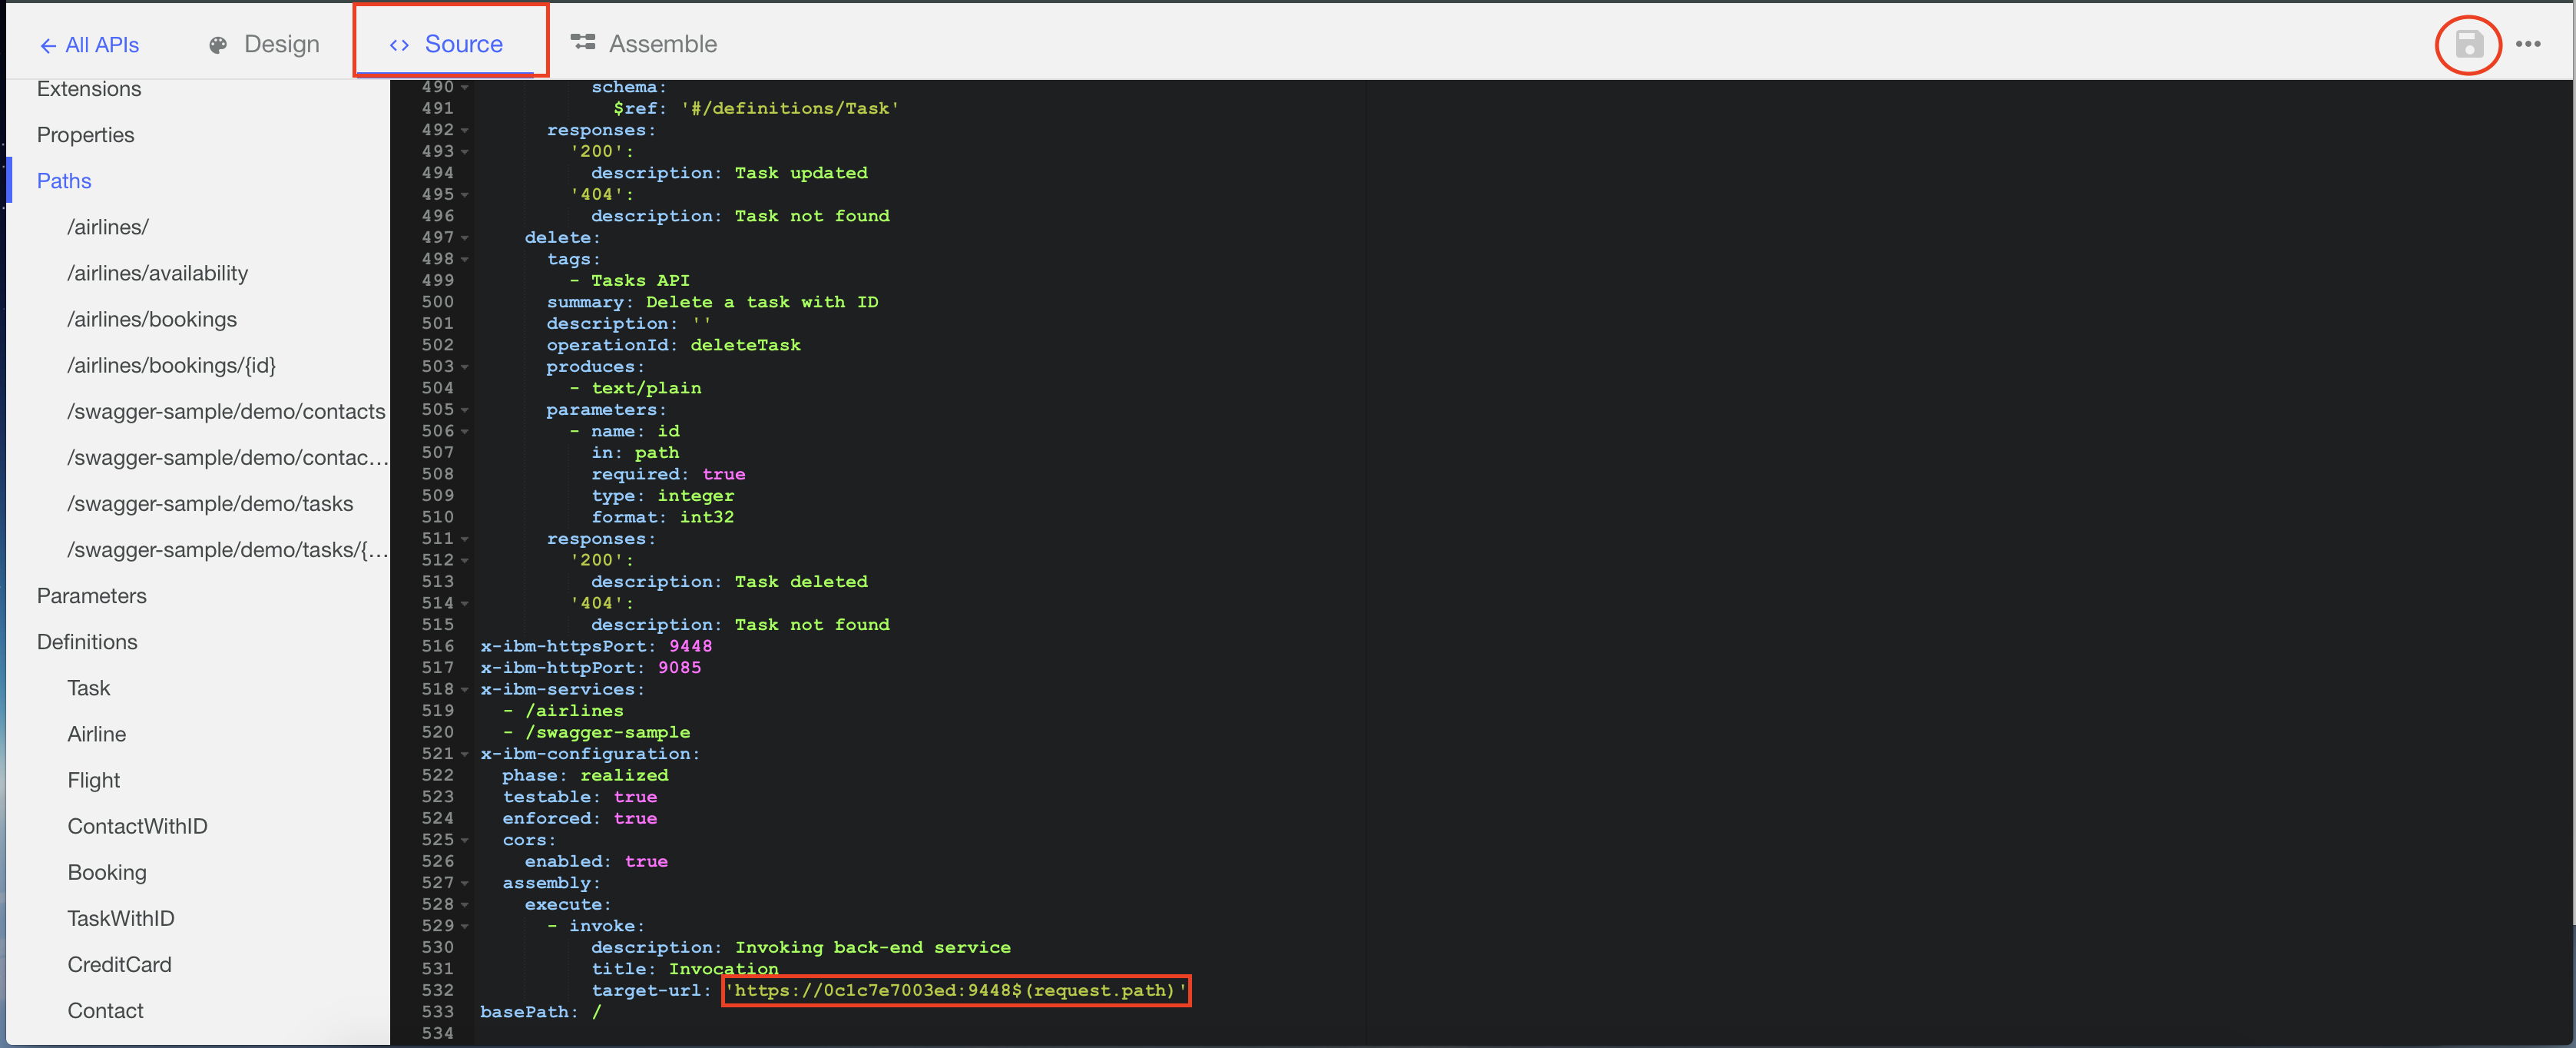 All APIs
Design
Source
Assemble
Extensions
Properties
Paths
/airlines/
/airlines/availability
/airlines/bookings
/airlines/bookings/{id}
/swagger-sample/demo/contacts
/swagger-sample/demo/contac...
/swagger-sample/demo/tasks
/swagger-sample/demo/tasks/{...
Parameters
Definitions
Task
Airline
Flight
ContactWithID
Booking
TaskWithID
CreditCard
Contact
490 schema:
491 $ref: '#/definitions/Task'
492 responses:
493 '200':
494 description: Task updated
495 '404':
496 description: Task not found
497 delete:
498 tags:
499 - Tasks API
500 summary: Delete a task with ID
501 description: ''
502 operationId: deleteTask
503 produces:
504 - text/plain
505 parameters:
506 - name: id
507 in: path
508 required: true
509 type: integer
510 format: int32
511 responses:
512 '200':
513 description: Task deleted
514 '404':
515 description: Task not found
516 x-ibm-httpsPort: 9448
517 x-ibm-httpPort: 9085
518 x-ibm-services:
519 - /airlines
520 - /swagger-sample
521 x-ibm-configuration:
522 phase: realized
523 testable: true
524 enforced: true
525 cors:
526 enabled: true
527 assembly:
528 execute:
529 - invoke:
530 description: Invoking back-end service
531 title: Invocation
532 target-url: 'https://0c1c7e7003ed:9448$(request.path)'
533 basePath: /
534